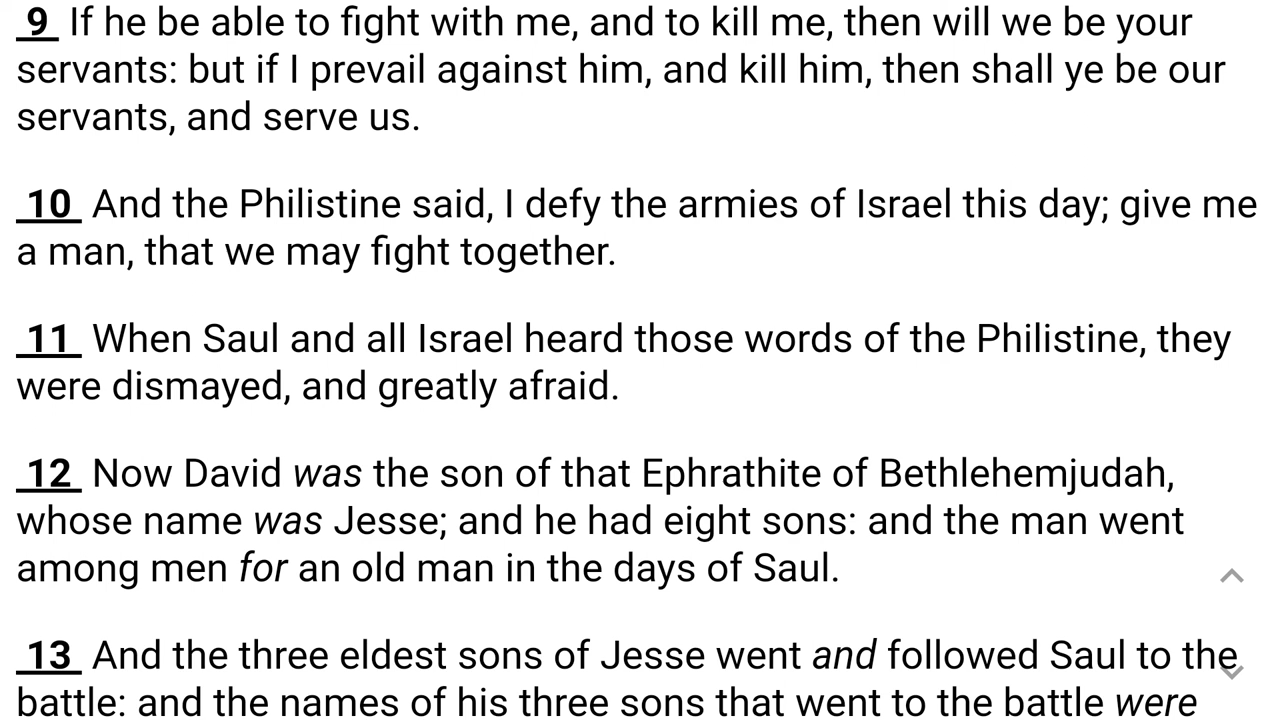 9 If he be able to fight with me, and to kill me, then will we be your
servants: but if I prevail against him, and kill him, then shall ye be our
servants, and serve us.
10 And the Philistine said, I defy the armies of Israel this day; give me
a man, that we may fight together.
11 When Saul and all Israel heard those words of the Philistine, they
were dismayed, and greatly afraid.
12 Now David was the son of that Ephrathite of Bethlehemjudah,
whose name was Jesse; and he had eight sons: and the man went
among men for an old man in the days of Saul.
13 And the three eldest sons of Jesse went and followed Saul to the
battle: and the names of his three sons that went to the battle were